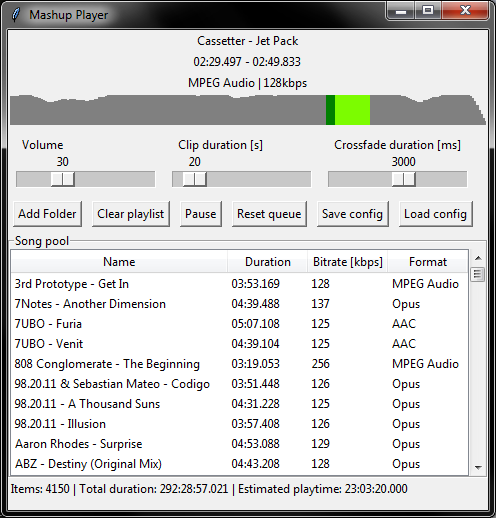 Mashup Player
Cassetter - Jet Pack
02:29.497 - 02:49.833
MPEG Audio | 128kbps
Volume Clip duration [s] Crossfade duration [ms]
30 20 3000
Add Folder Clear playlist Pause Reset queue Save config Load config
Song pool
Name Duration Bitrate [kbps] Format
3rd Prototype - Get In 03:53.169 128 MPEG Audio
7Notes - Another Dimension 04:39.488 137 Opus
7UBO - Furia 05:07.108 125 AAC
7UBO - Venit 04:39.104 125 AAC
808 Conglomerate - The Beginning 03:19.053 256 MPEG Audio
98.20.11 & Sebastian Mateo - Codigo 03:51.448 126 Opus
98.20.11 - A Thousand Suns 04:31.228 125 Opus
98.20.11 - Illusion 03:57.408 126 Opus
Aaron Rhodes - Surprise 04:53.088 129 Opus
ABZ - Destiny (Original Mix) 04:43.208 128 Opus
Items: 4150 | Total duration: 292:28:57.021 | Estimated playtime: 23:03:20.000